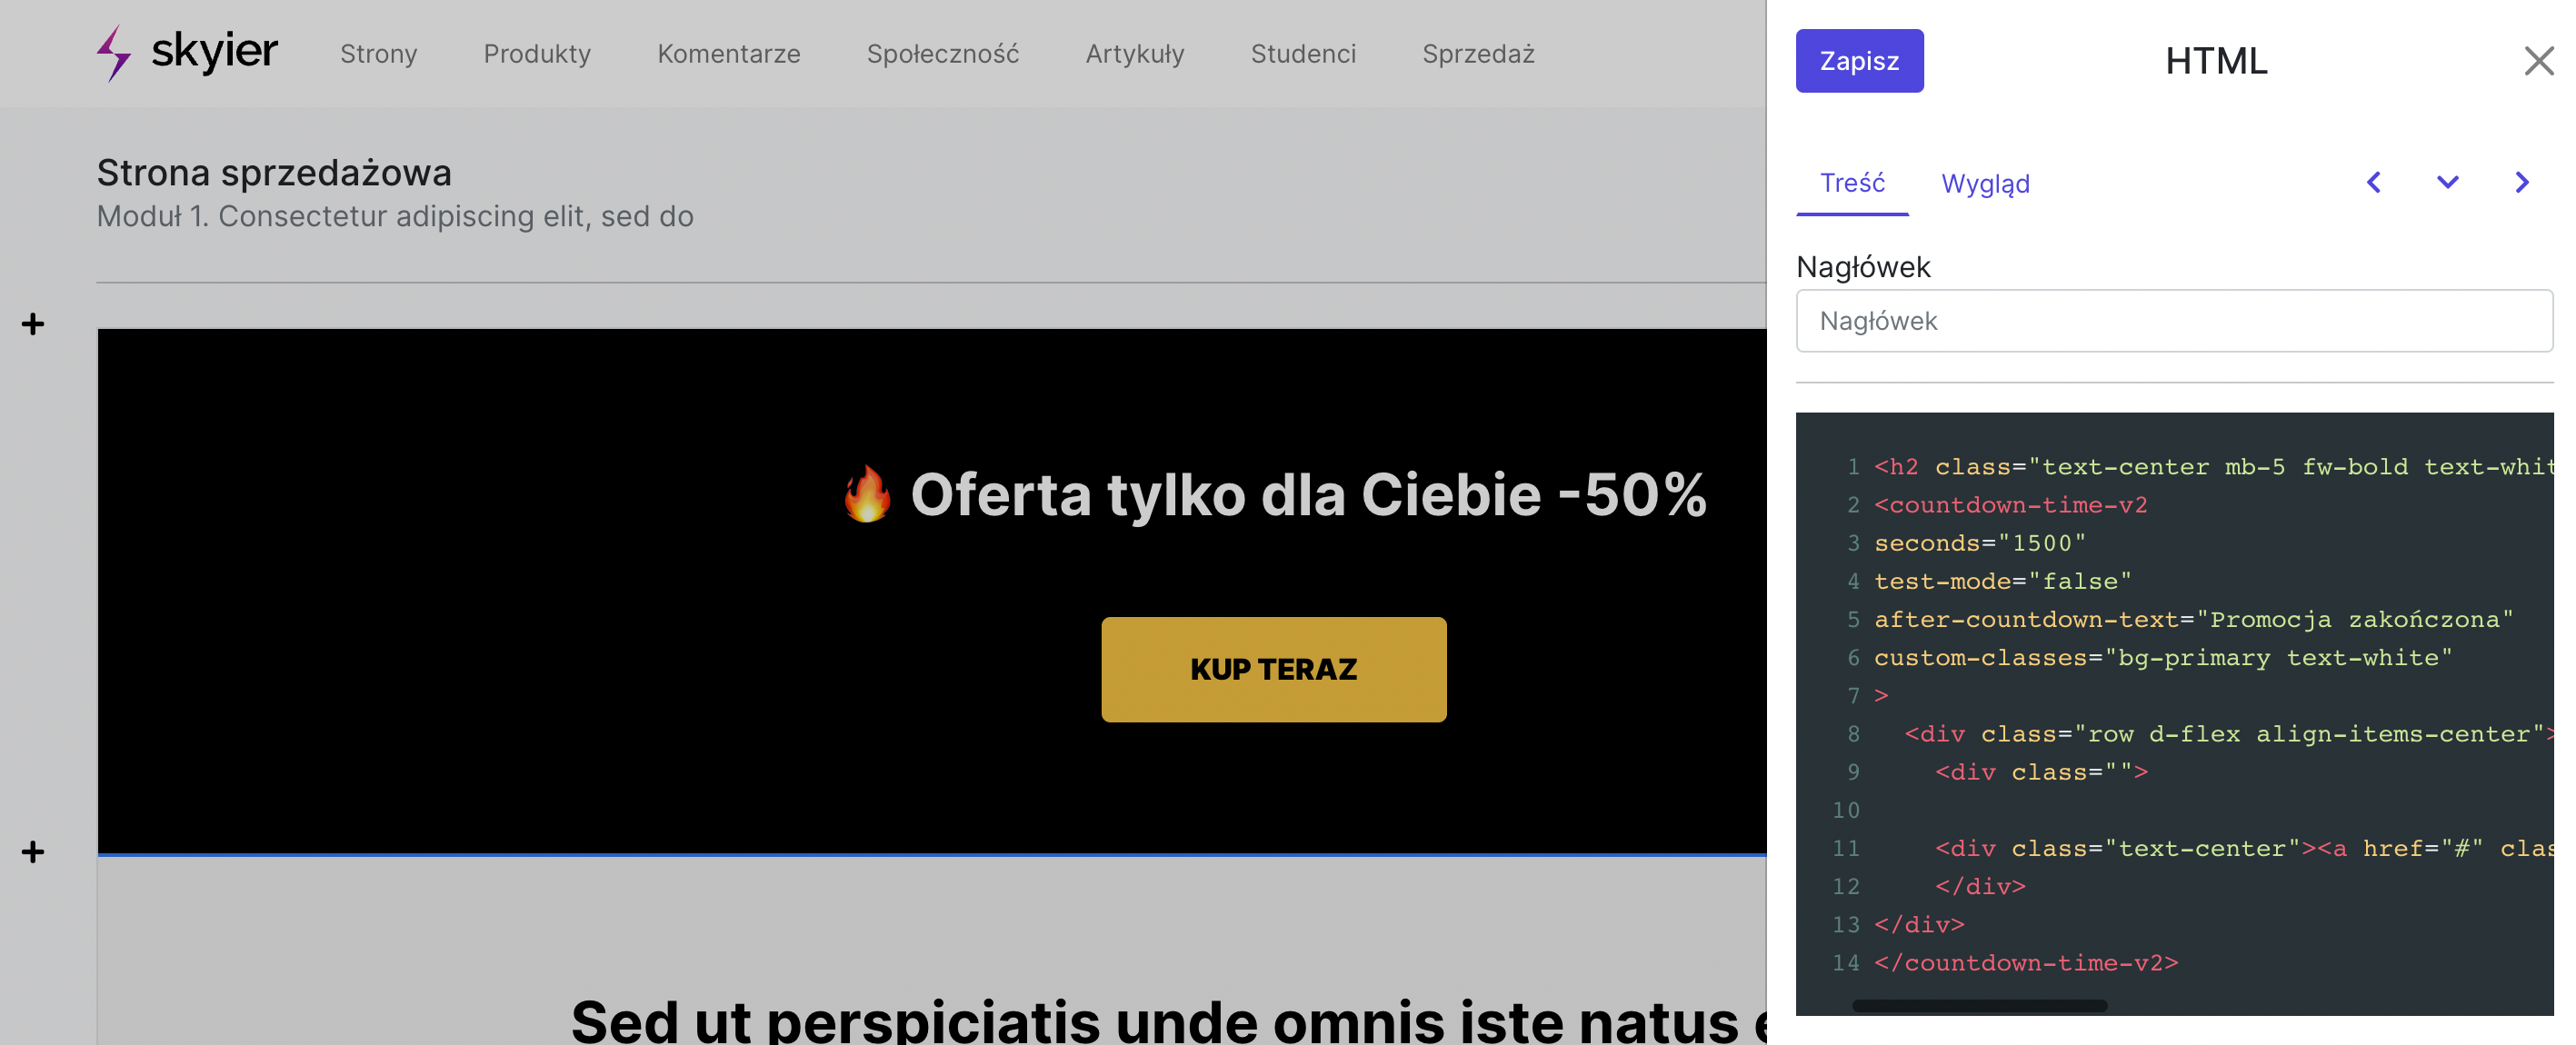 skyier Strony Produkty Komentarze Społeczność Artykuły Studenci Sprzedaż
Strona sprzedażowa
Moduł 1. Consectetur adipiscing elit, sed do
🔥 Oferta tylko dla Ciebie -50%
KUP TERAZ
Sed ut perspiciatis unde omnis iste natus
Zapisz HTML
Treść Wygląd
Nagłówek
Nagłówek
1 <h2 class="text-center mb-5 fw-bold text-whit
2 <countdown-time-v2
3 seconds="1500"
4 test-mode="false"
5 after-countdown-text="Promocja zakończona"
6 custom-classes="bg-primary text-white"
7 >
8 <div class="row d-flex align-items-center">
9 <div class="">
10
11 <div class="text-center"><a href="#" clas
12 </div>
13 </div>
14 </countdown-time-v2>